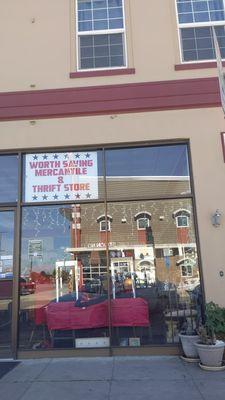 WORTH SAVING
MERCANTILE
&
THRIFT STORE